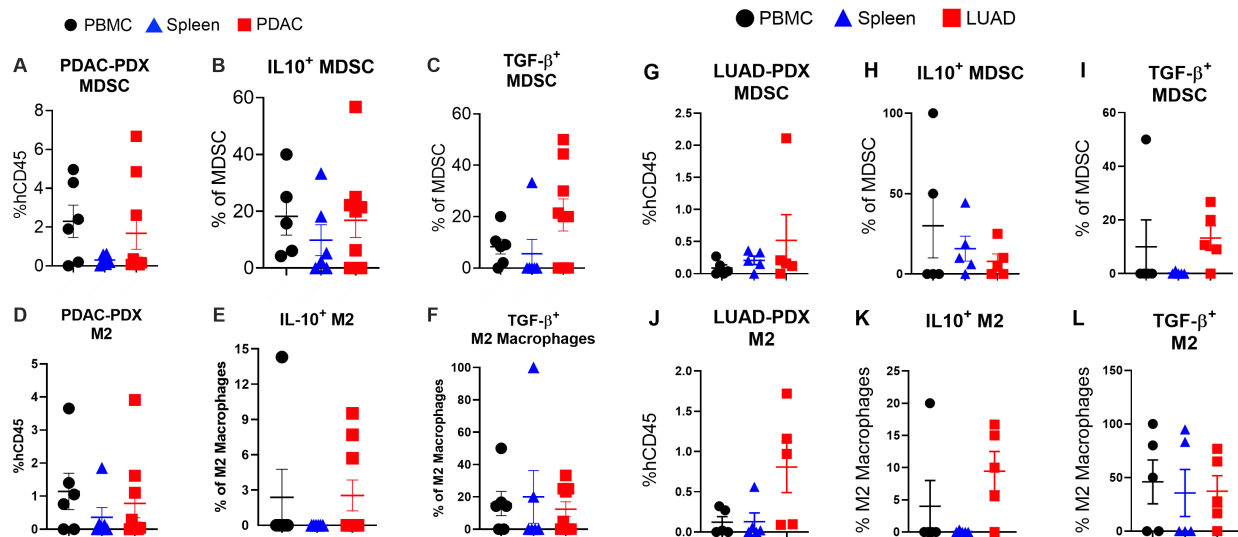 PBMC Spleen PDAC
PBMC Spleen LUAD
A
PDAC-PDX
MDSC
%hCD45
8
6
4
2
0
B
IL10⁺ MDSC
% of MDSC
60
40
20
0
C
TGF-β⁺
MDSC
% of MDSC
60
40
20
0
G
LUAD-PDX
MDSC
%hCD45
2.5
2.0
1.5
1.0
0.5
0.0
H
IL10⁺ MDSC
% of MDSC
100
50
0
I
TGF-β⁺
MDSC
% of MDSC
60
40
20
0
D
PDAC-PDX
M2
%hCD45
5
4
3
2
1
0
E
IL-10⁺ M2
% of M2 Macrophages
15
12
9
6
3
0
F
TGF-β⁺
M2 Macrophages
% of M2 Macrophages
100
80
60
40
20
0
J
LUAD-PDX
M2
%hCD45
2.0
1.5
1.0
0.5
0.0
K
IL10⁺ M2
% M2 Macrophages
25
20
15
10
5
0
L
TGF-β⁺
M2
% M2 Macrophages
150
100
50
0